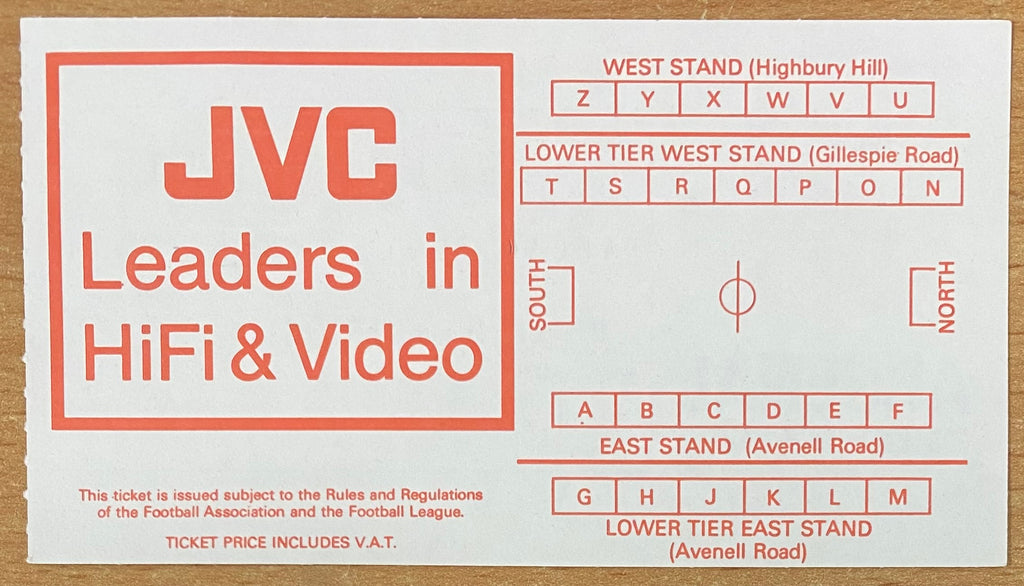 JVC
Leaders in
HiFi & Video
This ticket is issued subject to the Rules and Regulations
of the Football Association and the Football League.
TICKET PRICE INCLUDES V.A.T.
WEST STAND (Highbury Hill)
Z Y X W V U
LOWER TIER WEST STAND (Gillespie Road)
T S R Q P O N
SOUTH
NORTH
A B C D E F
EAST STAND (Avenell Road)
G H J K L M
LOWER TIER EAST STAND
(Avenell Road)